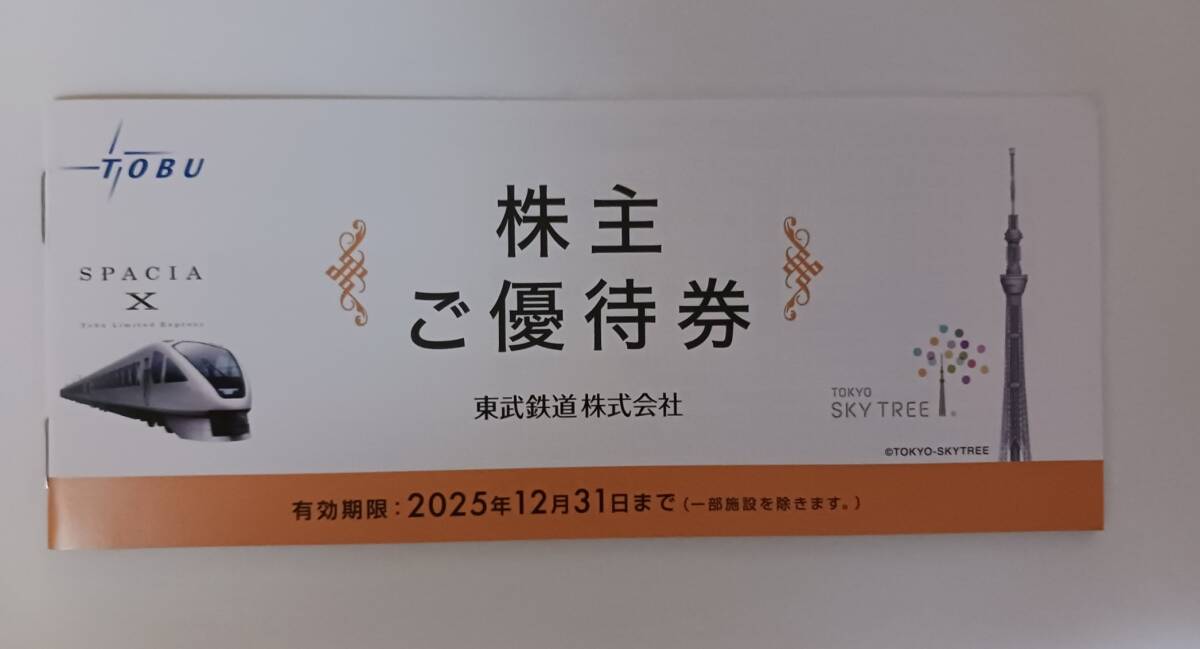 TOBU
SPACIA
X
Tobu Limited Express
株主
ご優待券
東武鉄道株式会社
TOKYO
SKYTREE®
©TOKYO-SKYTREE
有効期限:2025年12月31日まで(一部施設を除きます。)